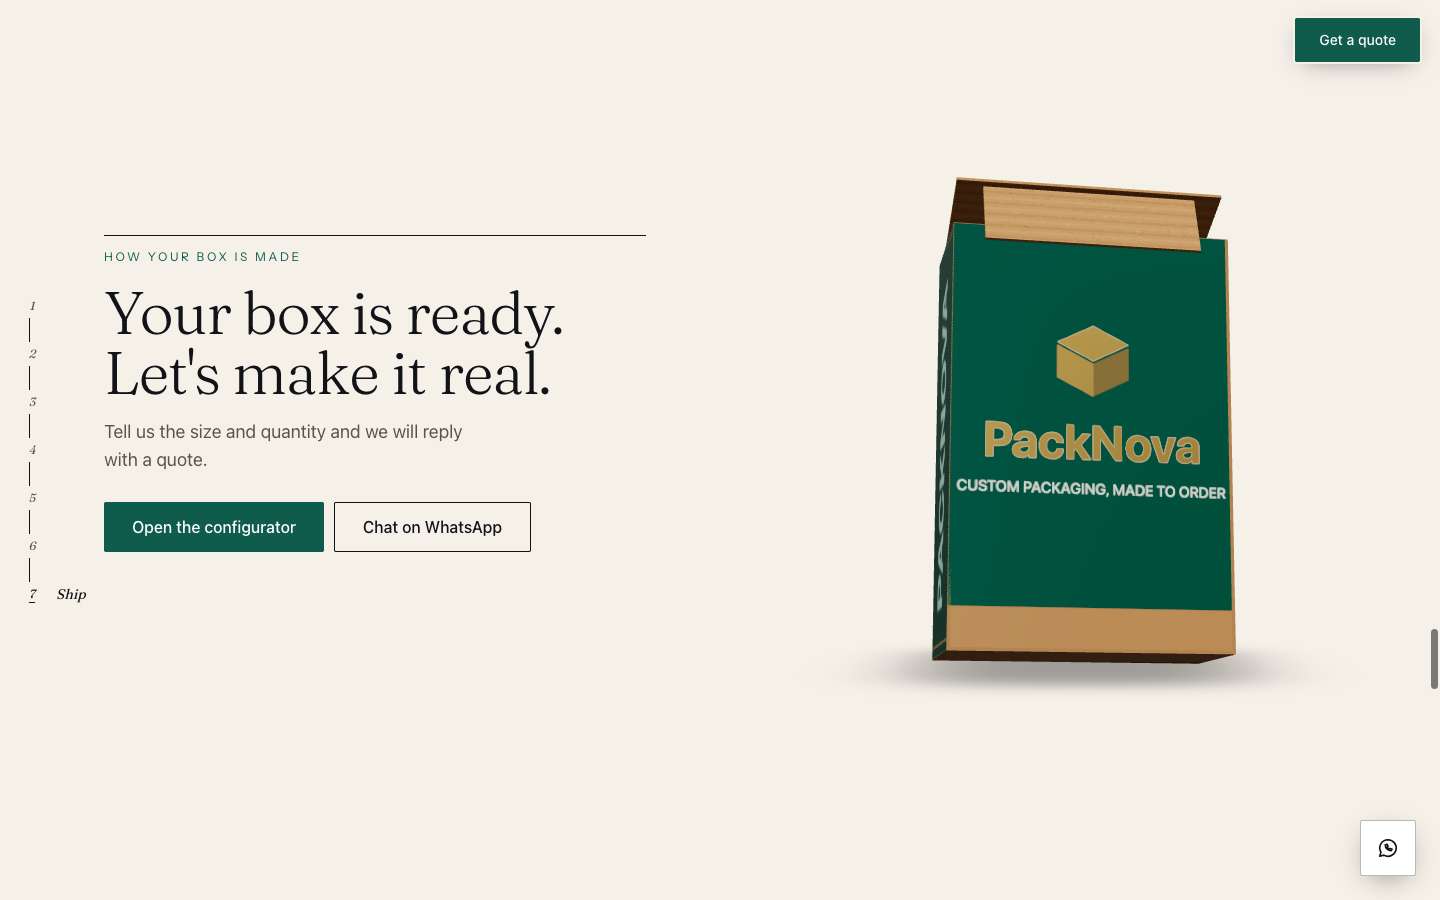 Get a quote
HOW YOUR BOX IS MADE
Your box is ready.
Let's make it real.
Tell us the size and quantity and we will reply
with a quote.
Open the configurator
Chat on WhatsApp
1
2
3
4
5
6
7 Ship
PACKNOVA
PackNova
CUSTOM PACKAGING, MADE TO ORDER